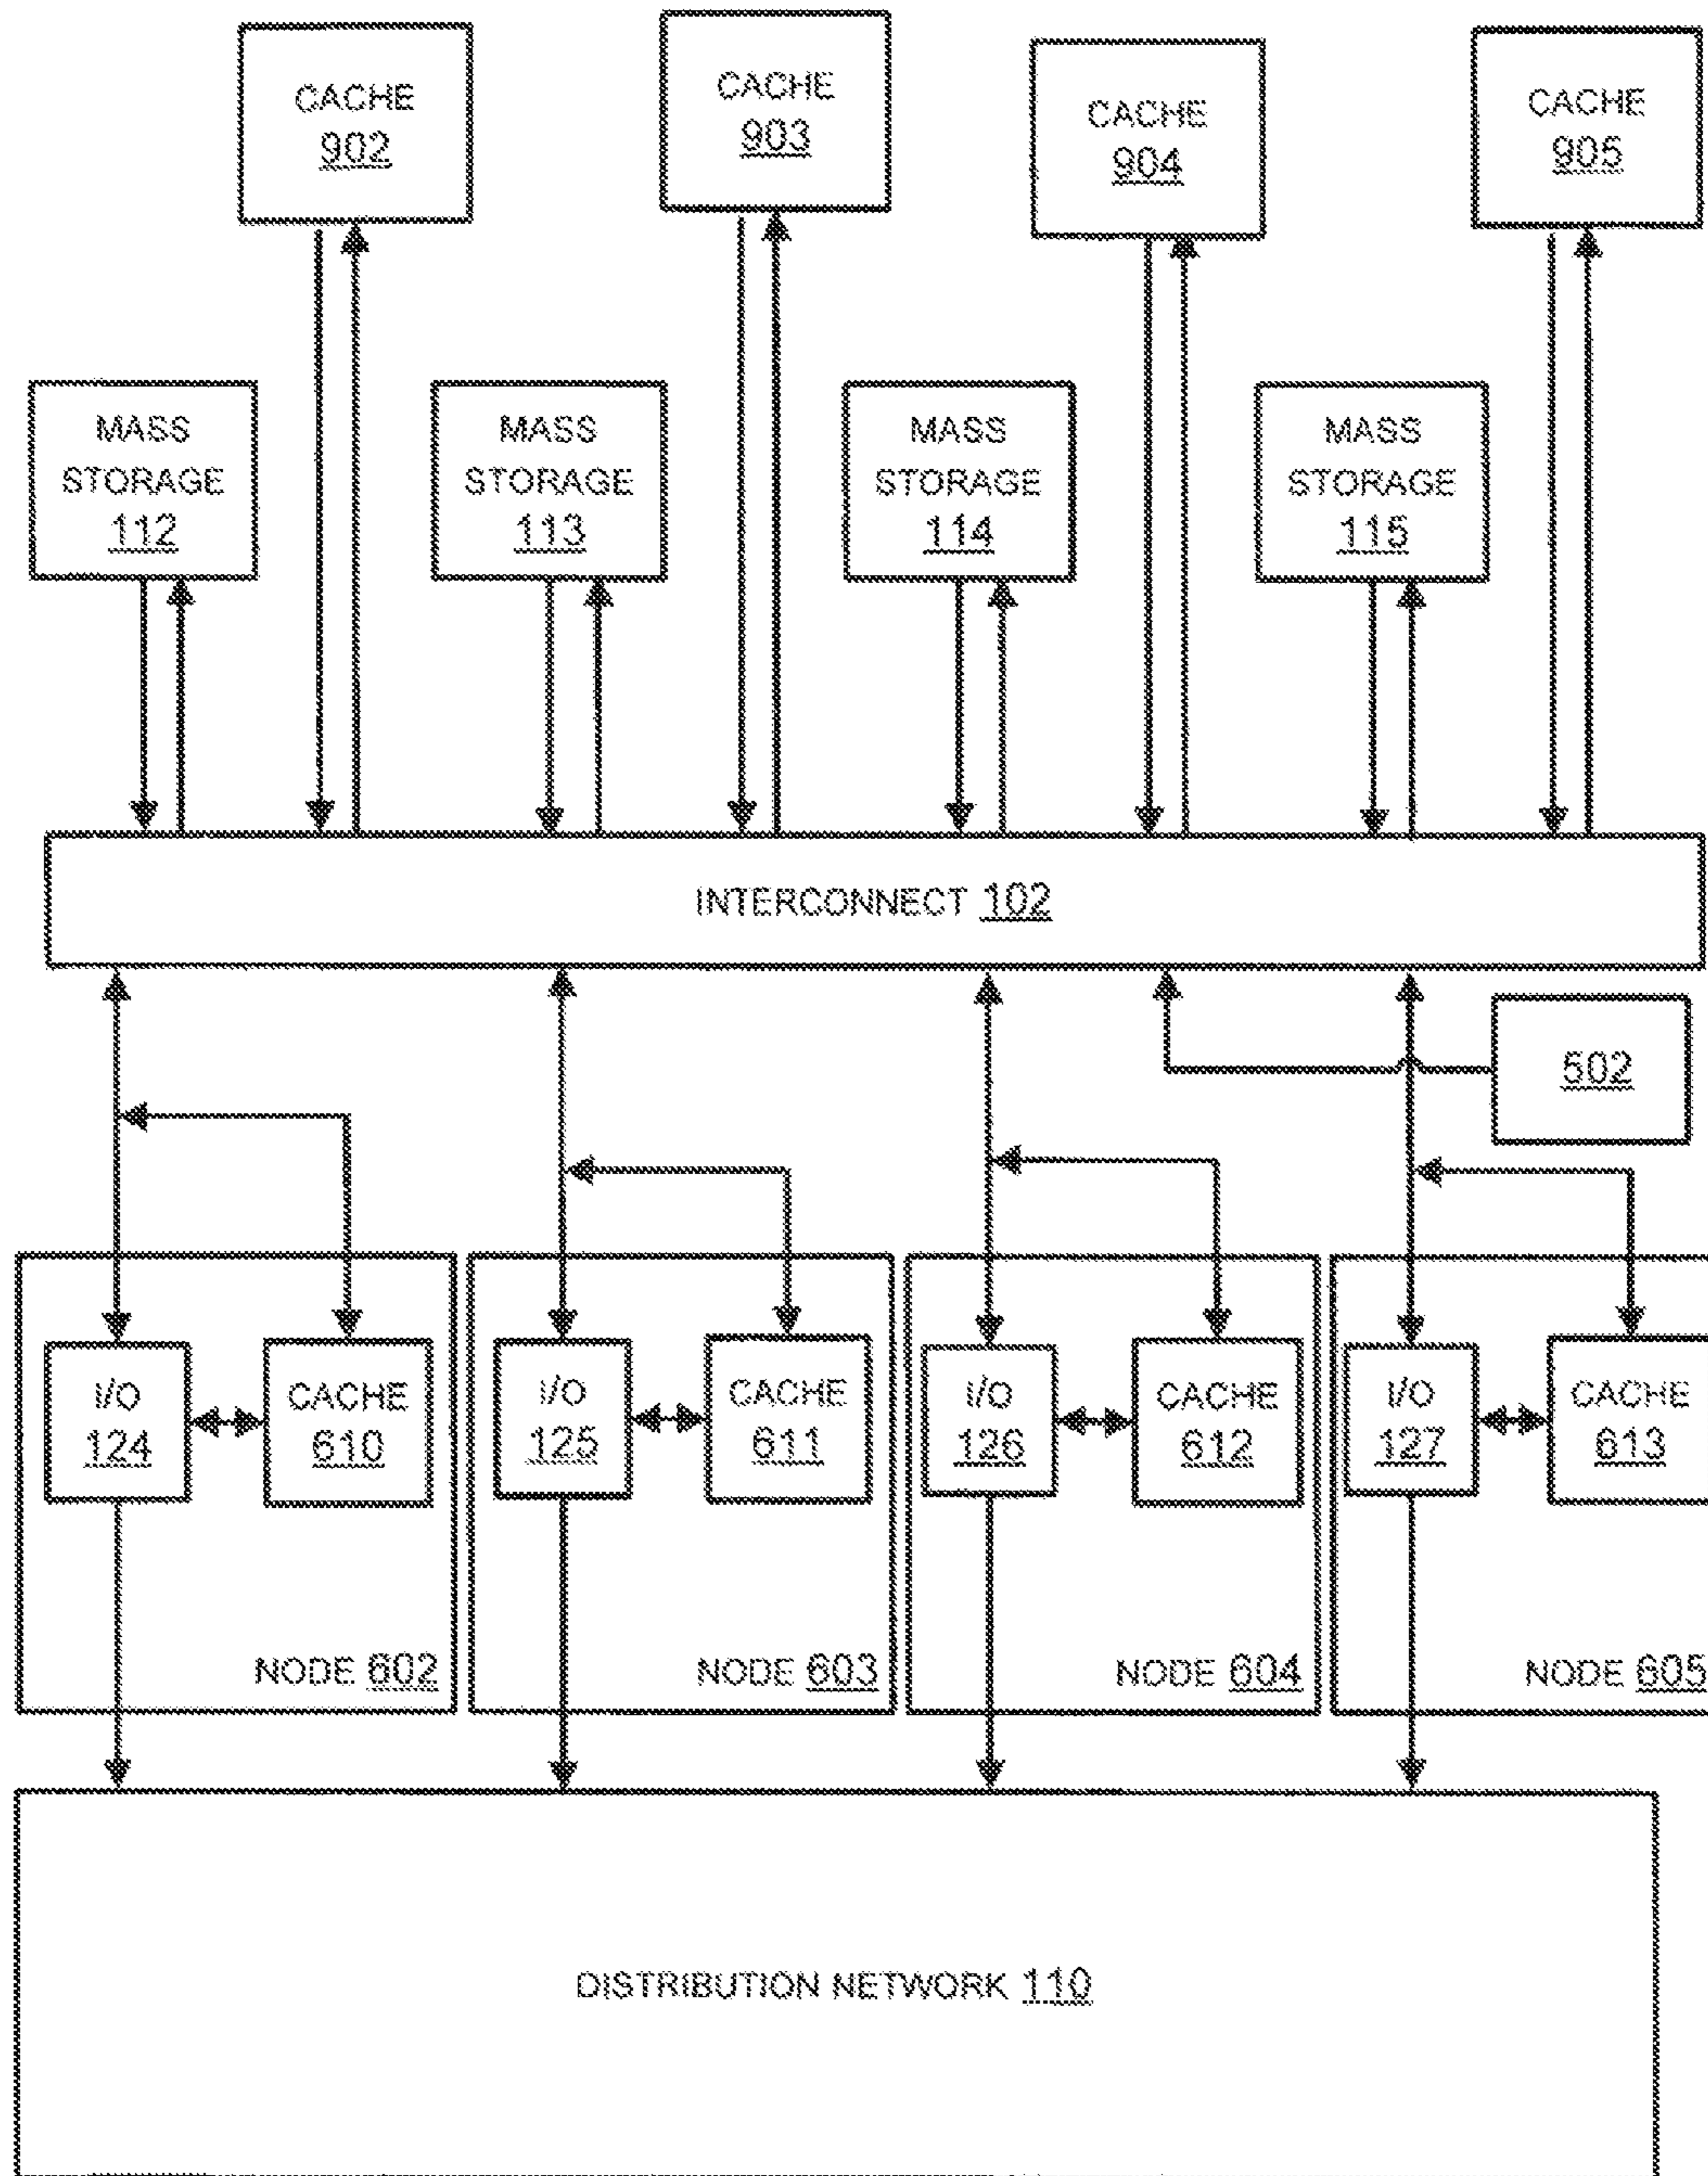 CACHE
902
CACHE
903
CACHE
904
CACHE
905
MASS
STORAGE
112
MASS
STORAGE
113
MASS
STORAGE
114
MASS
STORAGE
115
INTERCONNECT 102
502
I/O
124
CACHE
610
I/O
125
CACHE
611
I/O
126
CACHE
612
I/O
127
CACHE
613
NODE 602
NODE 603
NODE 604
NODE 605
DISTRIBUTION NETWORK 110